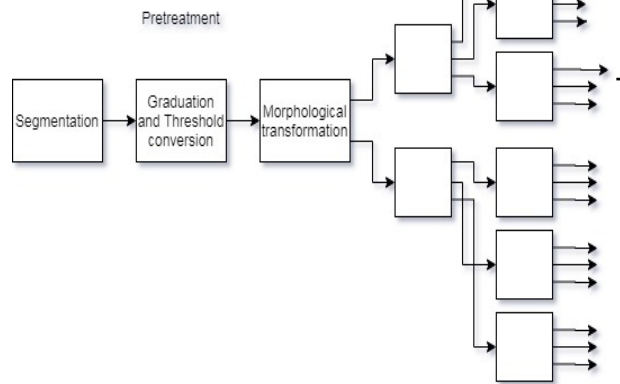 Pretreatment
Segmentation
Graduation
and Threshold
conversion
Morphological
transformation